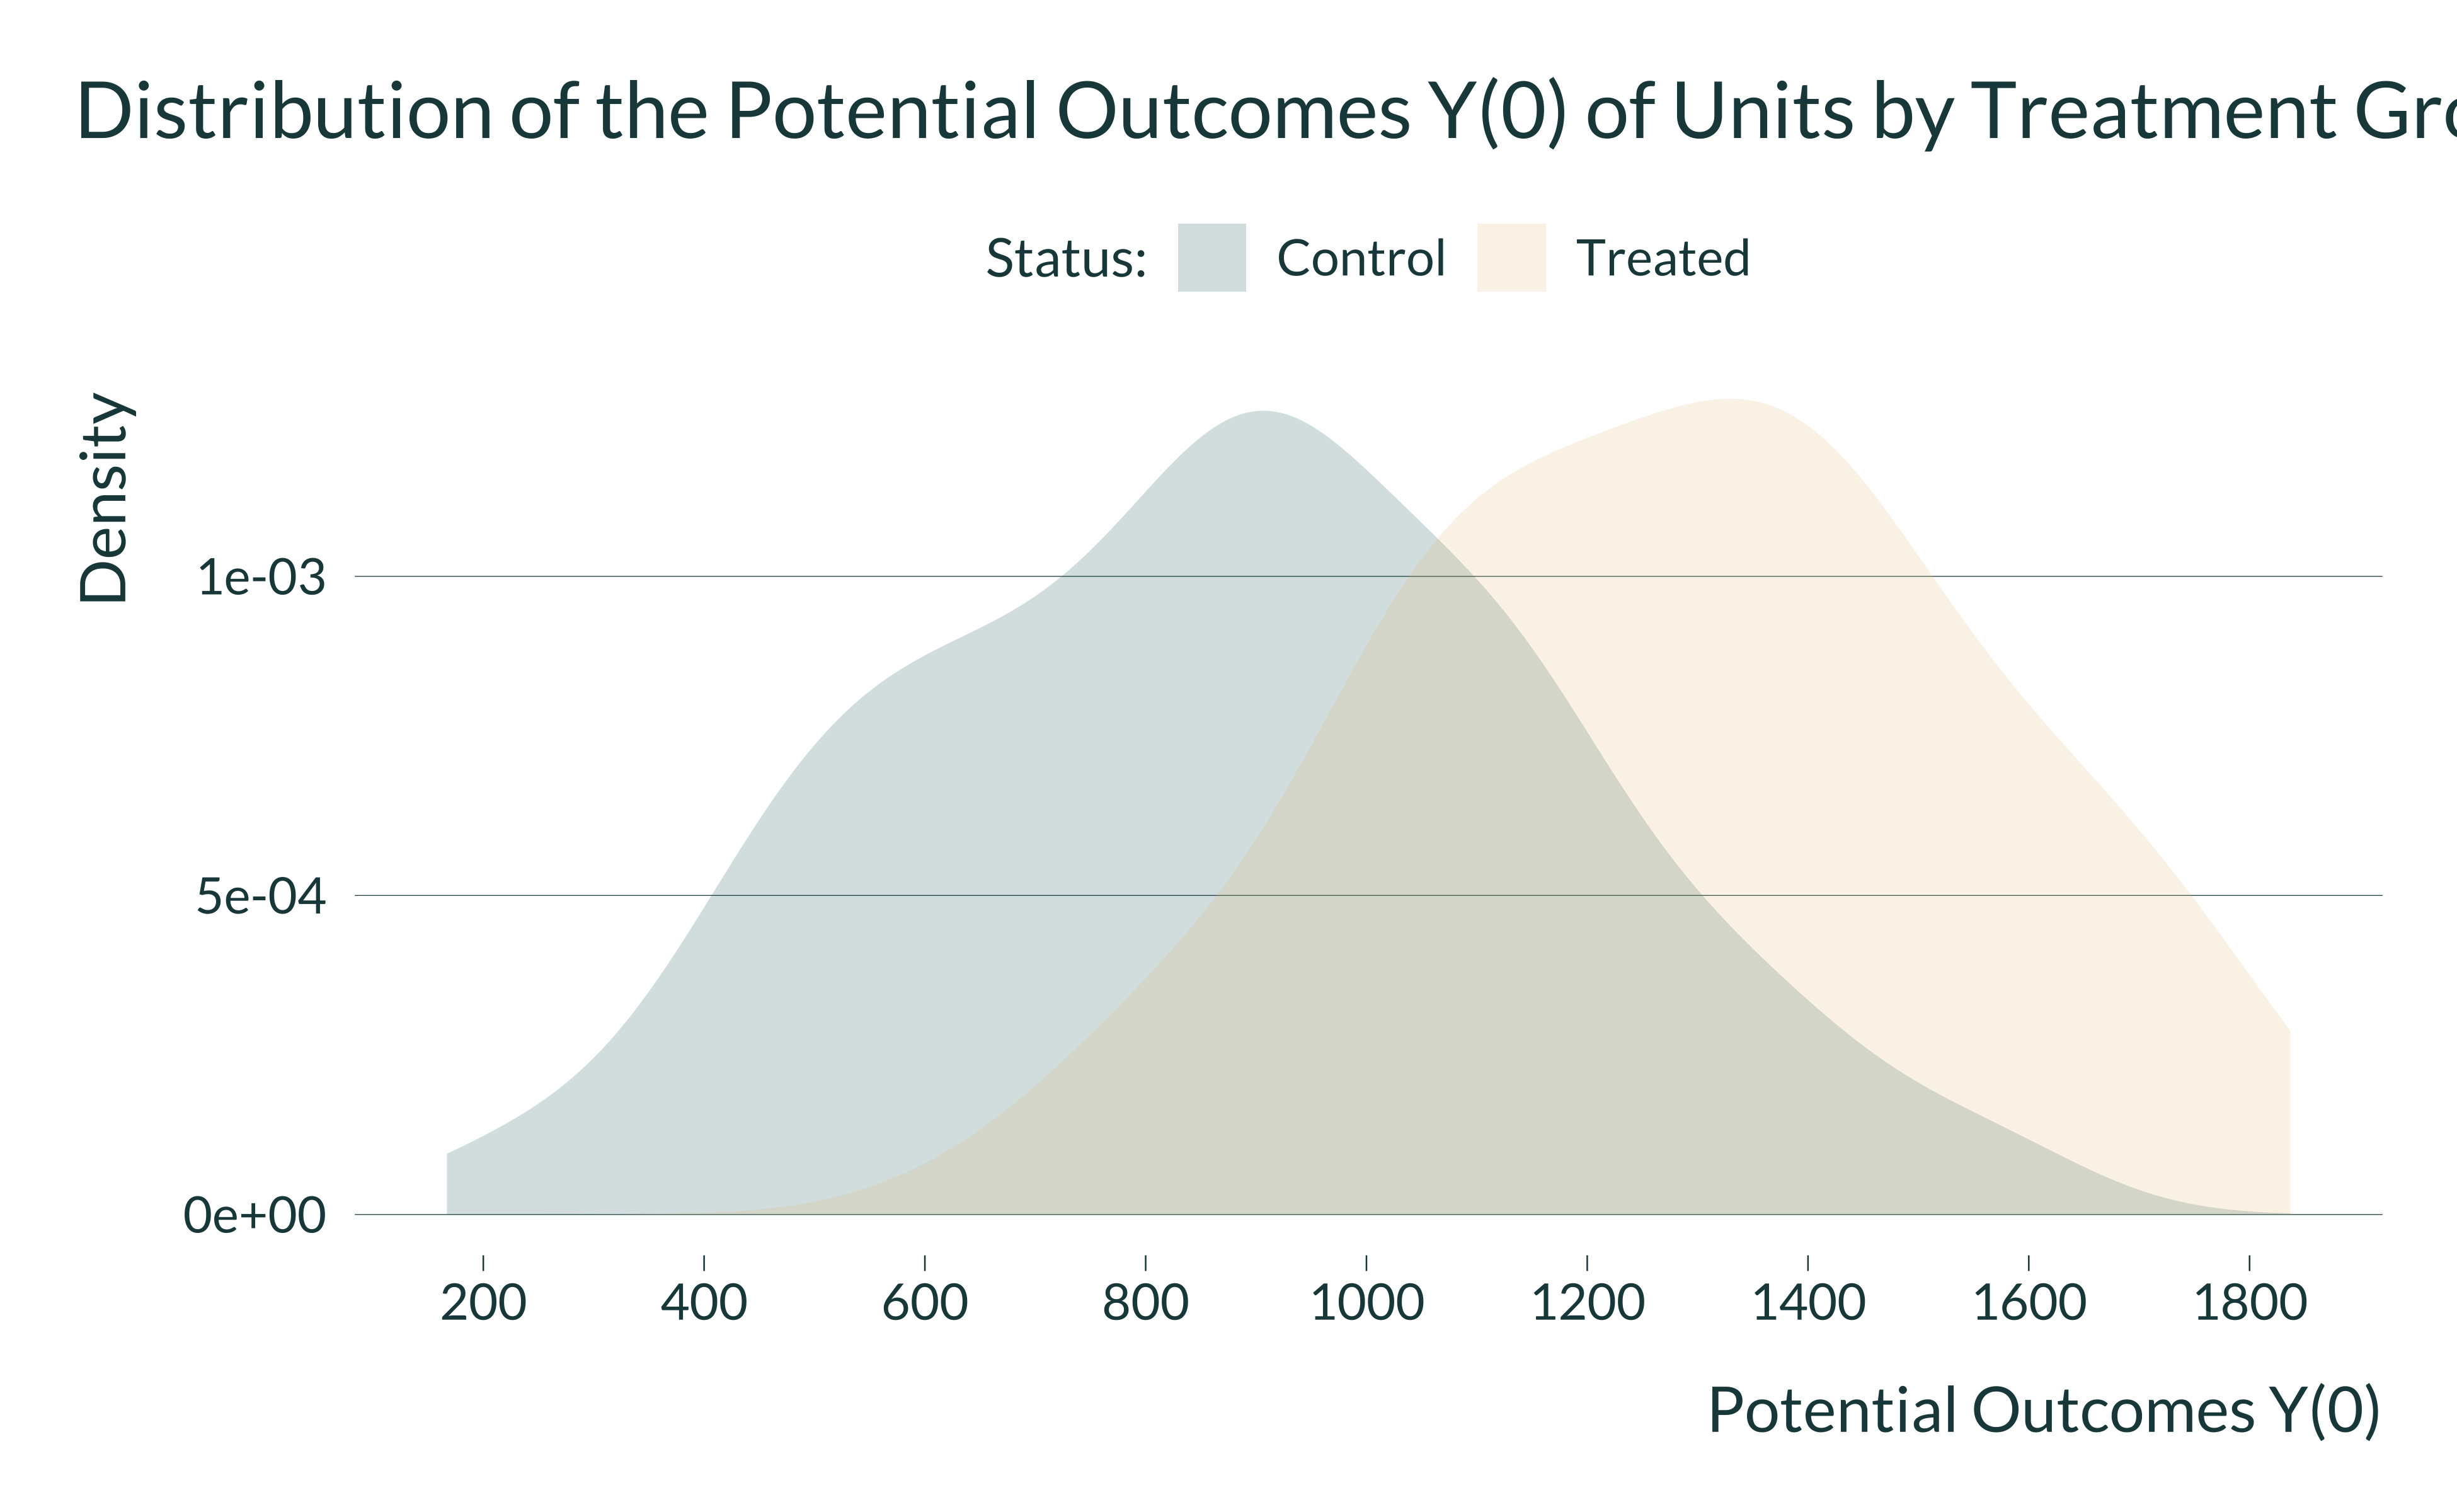 Distribution of the Potential Outcomes Y(0) of Units by Treatment
Status: Control Treated
Density
1e-03
5e-04
0e+00
200 400 600 800 1000 1200 1400 1600 1800
Potential Outcomes Y(0)